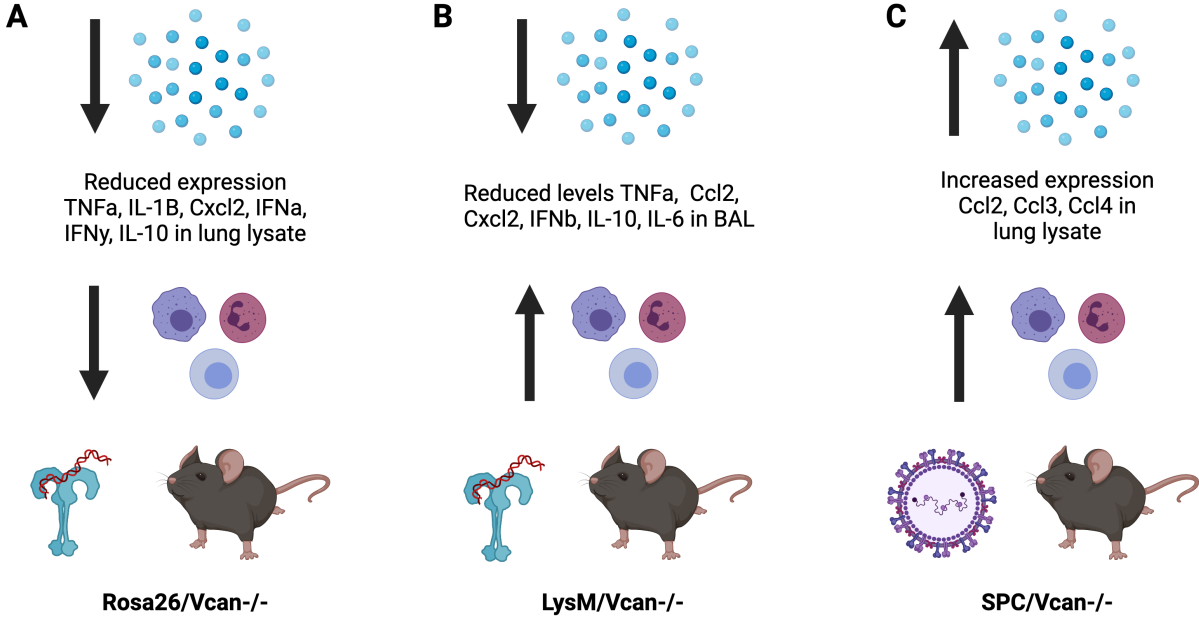 A
Reduced expression
TNFa, IL-1B, Cxcl2, IFNa,
IFNy, IL-10 in lung lysate
Rosa26/Vcan-/-
B
Reduced levels TNFa, Ccl2,
Cxcl2, IFNb, IL-10, IL-6 in BAL
LysM/Vcan-/-
C
Increased expression
Ccl2, Ccl3, Ccl4 in
lung lysate
SPC/Vcan-/-